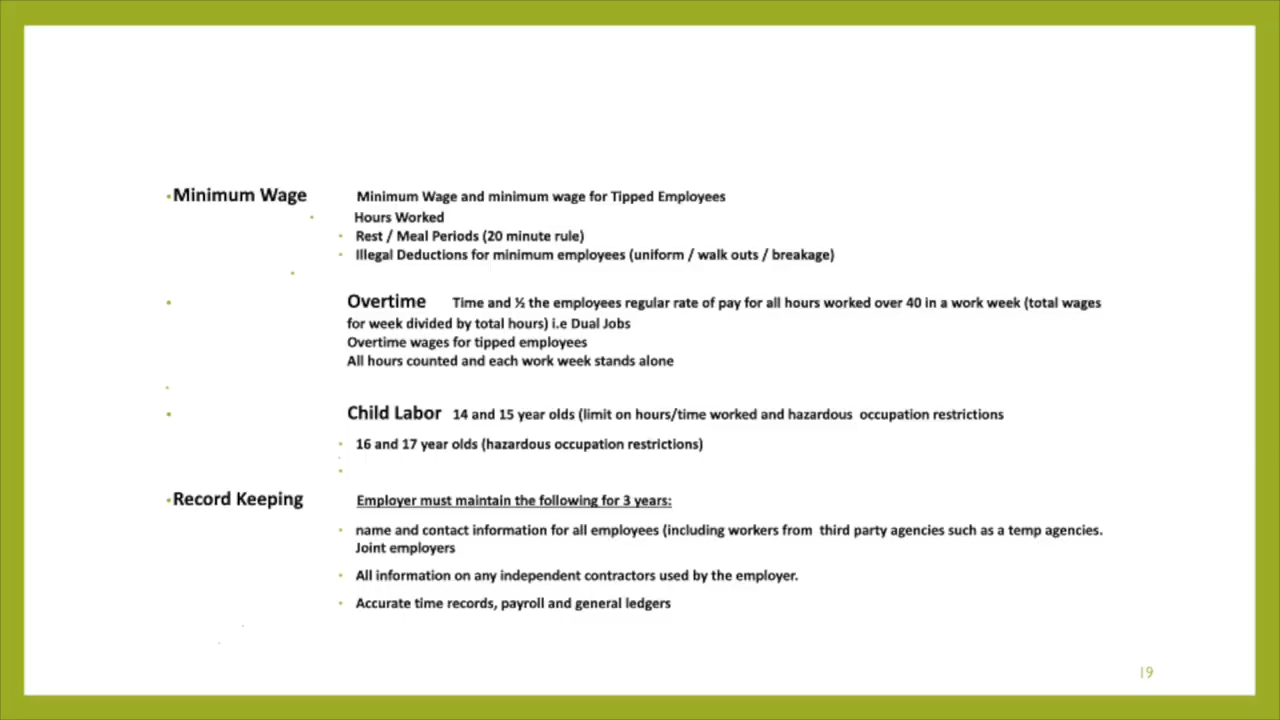 •Minimum Wage Minimum Wage and minimum wage for Tipped Employees
• Hours Worked
• Rest / Meal Periods (20 minute rule)
• Illegal Deductions for minimum employees (uniform / walk outs / breakage)
•
• Overtime Time and ½ the employees regular rate of pay for all hours worked over 40 in a work week (total wages
for week divided by total hours) i.e Dual Jobs
Overtime wages for tipped employees
All hours counted and each work week stands alone
•
• Child Labor 14 and 15 year olds (limit on hours/time worked and hazardous occupation restrictions
• 16 and 17 year olds (hazardous occupation restrictions)
•
•Record Keeping Employer must maintain the following for 3 years:
• name and contact information for all employees (including workers from third party agencies such as a temp agencies.
Joint employers
• All information on any independent contractors used by the employer.
• Accurate time records, payroll and general ledgers
19